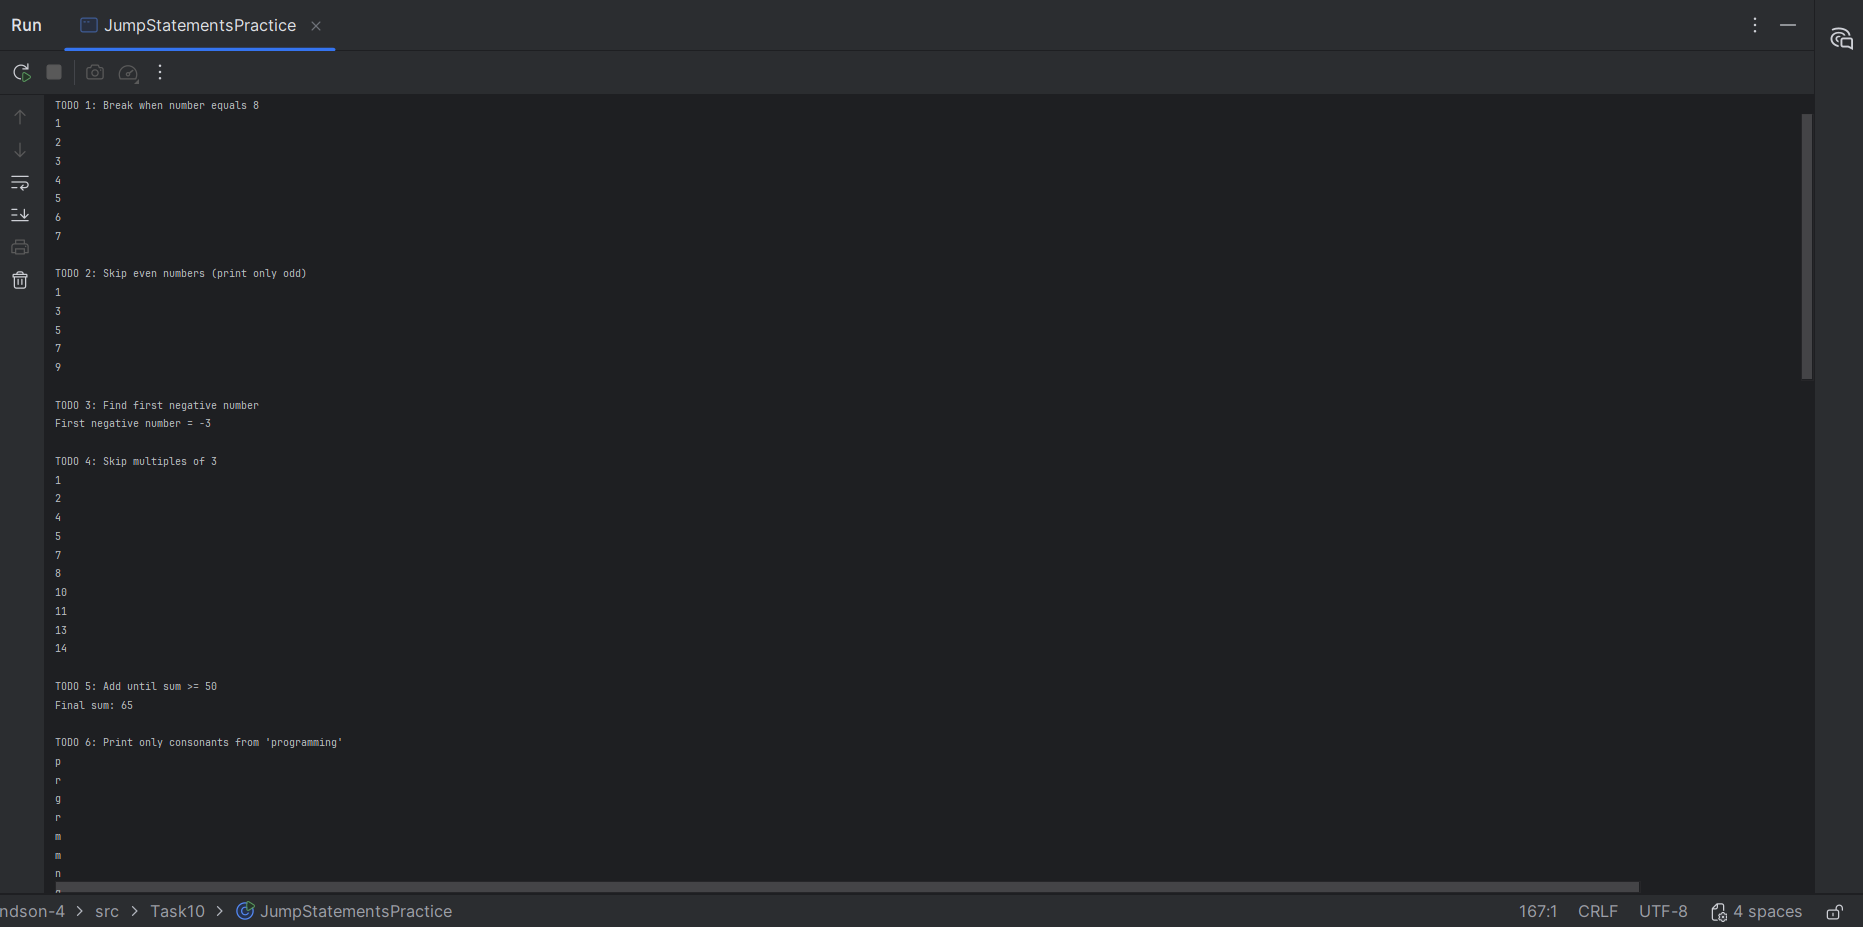 Run JumpStatementsPractice
TODO 1: Break when number equals 8
1
2
3
4
5
6
7
TODO 2: Skip even numbers (print only odd)
1
3
5
7
9
TODO 3: Find first negative number
First negative number = -3
TODO 4: Skip multiples of 3
1
2
4
5
7
8
10
11
13
14
TODO 5: Add until sum >= 50
Final sum: 65
TODO 6: Print only consonants from 'programming'
p
r
g
r
m
m
n
ndson-4 > src > Task10 > JumpStatementsPractice 167:1 CRLF UTF-8 4 spaces